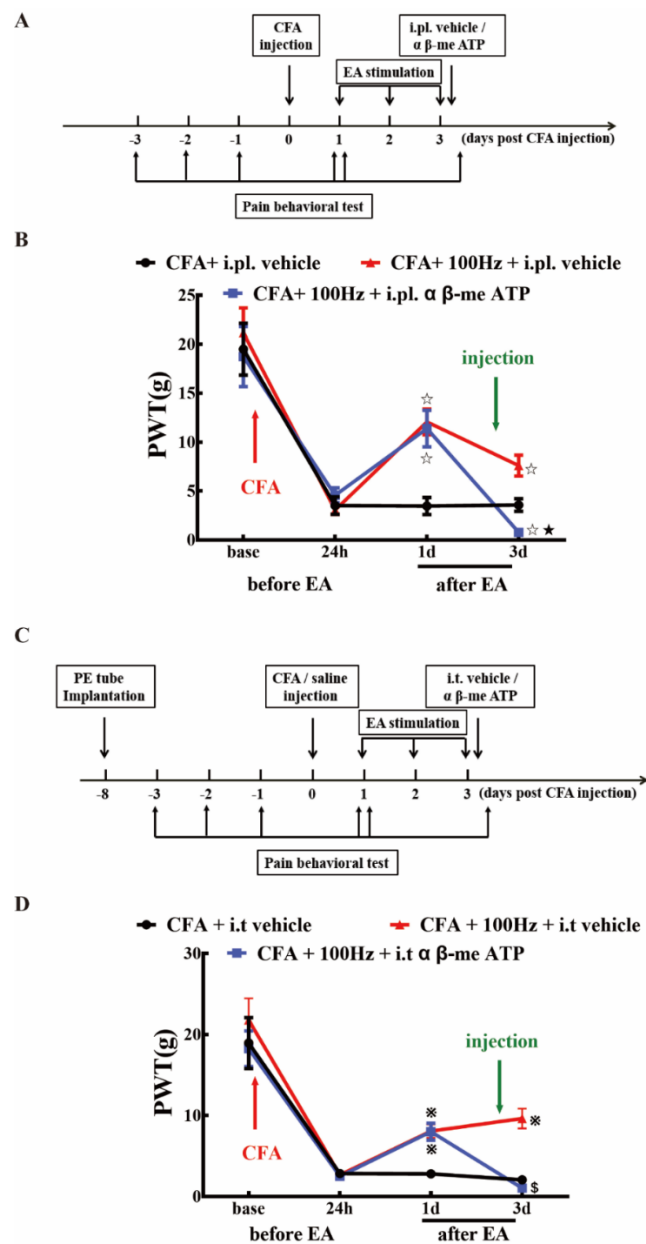 A
CFA
injection
i.pl. vehicle /
α β-me ATP
EA stimulation
-3 -2 -1 0 1 2 3 (days post CFA injection)
Pain behavioral test
B
CFA+ i.pl. vehicle CFA+ 100Hz + i.pl. vehicle
CFA+ 100Hz + i.pl. α β-me ATP
PWT(g)
25
20
15
10
5
0
CFA
injection
☆
☆
☆
☆ ★
base 24h 1d 3d
before EA after EA
C
PE tube
Implantation
CFA / saline
injection
i.t. vehicle /
α β-me ATP
EA stimulation
-8 -3 -2 -1 0 1 2 3 (days post CFA injection)
Pain behavioral test
D
CFA + i.t vehicle CFA + 100Hz + i.t vehicle
CFA + 100Hz + i.t α β-me ATP
PWT(g)
30
20
10
0
CFA
injection
※
※
※
$
base 24h 1d 3d
before EA after EA